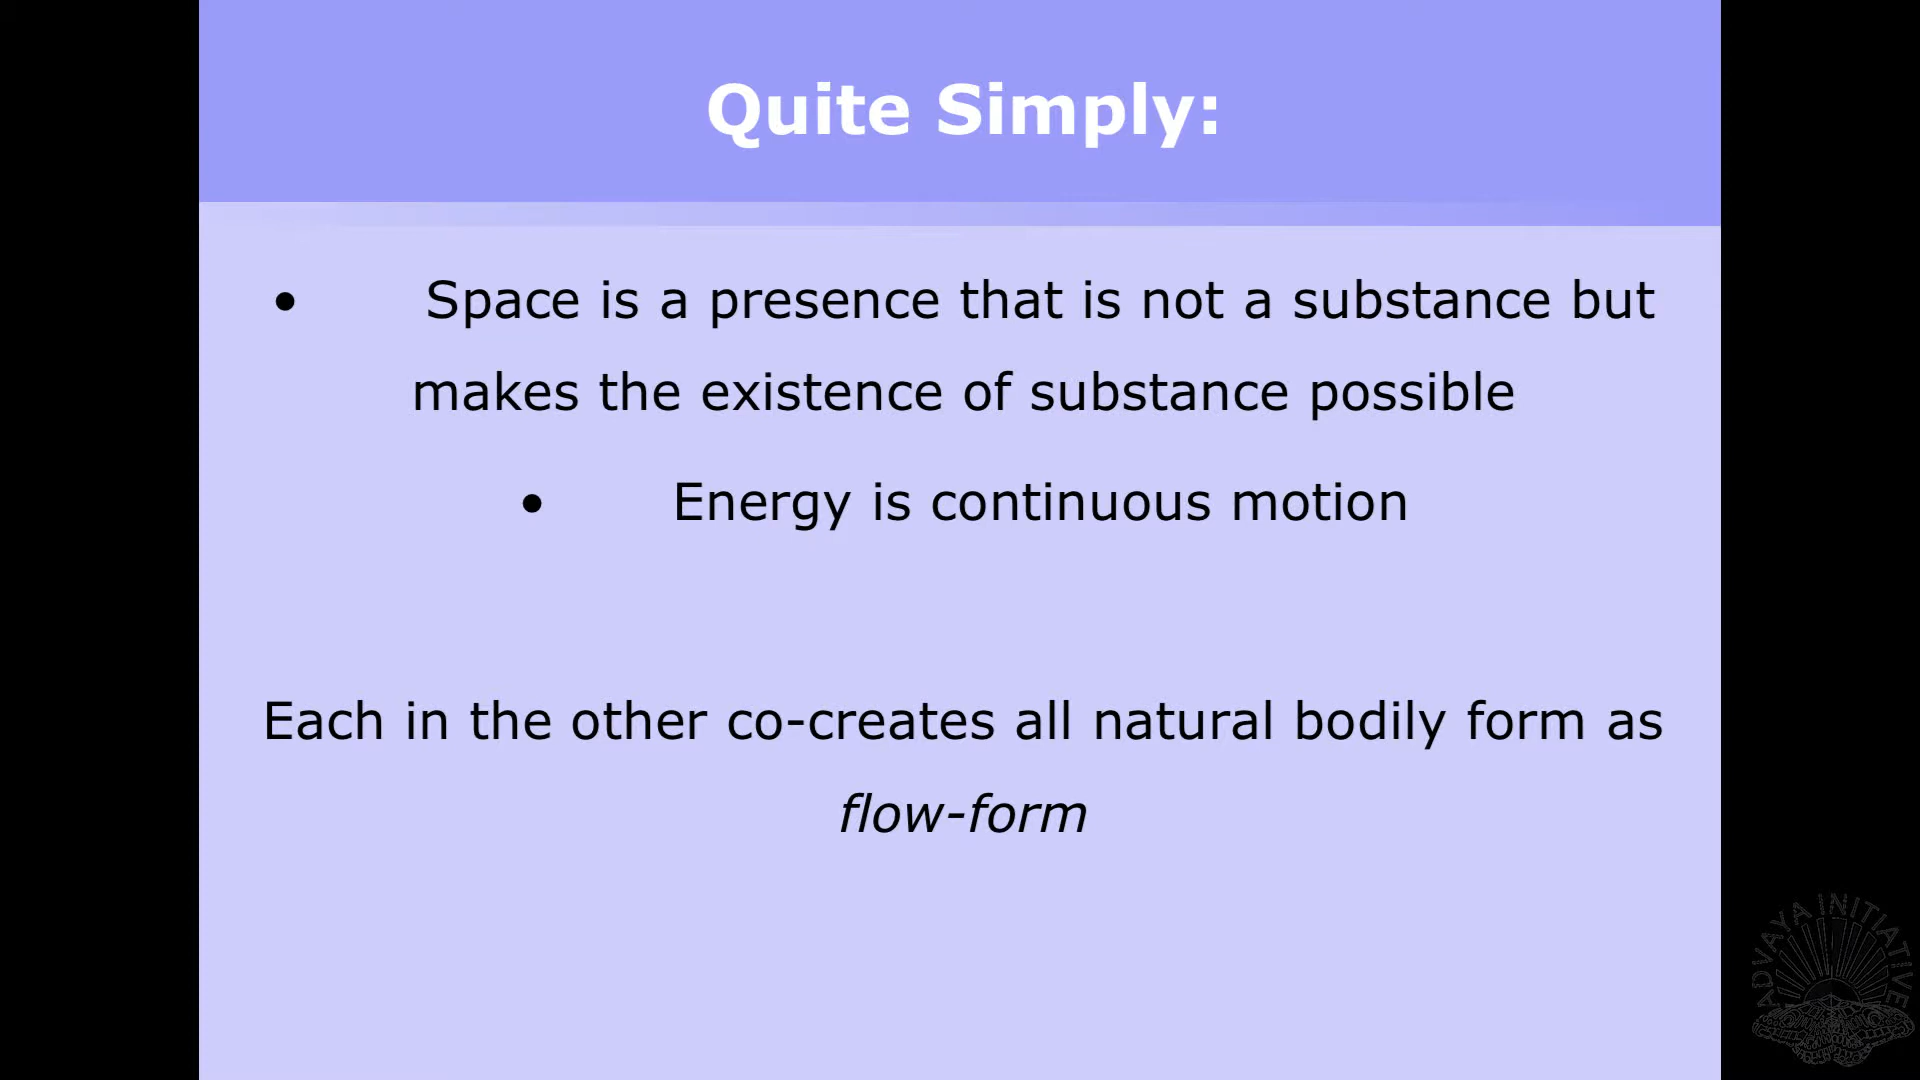 Quite Simply:
• Space is a presence that is not a substance but
makes the existence of substance possible
• Energy is continuous motion
Each in the other co-creates all natural bodily form as
flow-form
ADVAYA INITIATIVE